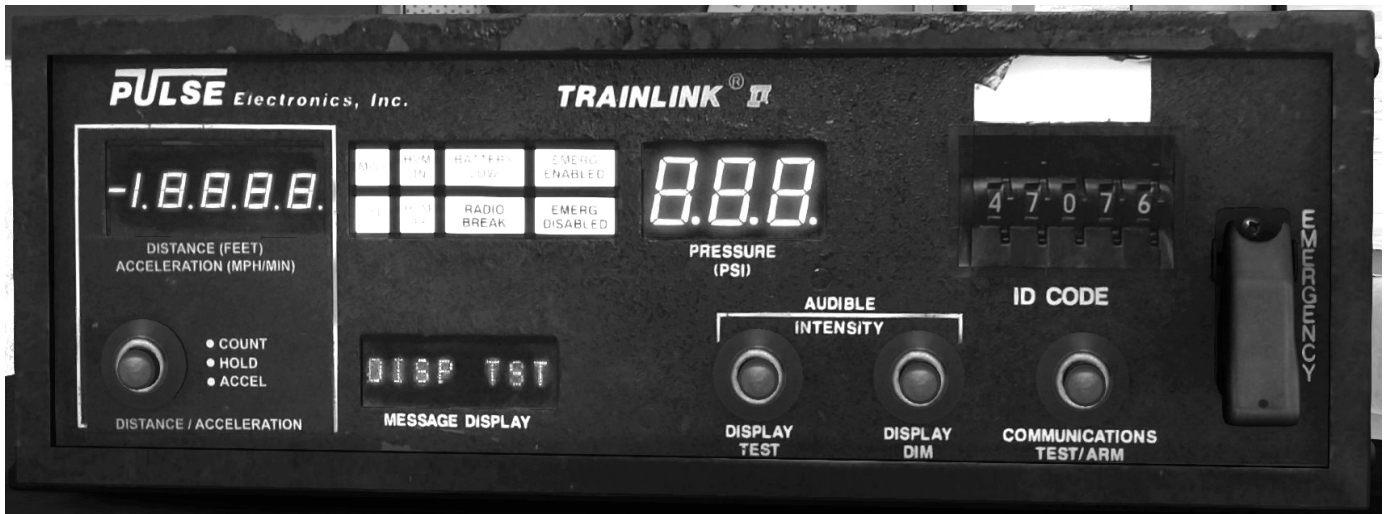 PULSE Electronics, Inc.
TRAINLINK® II
-1.8.8.8.8.
DISTANCE (FEET)
ACCELERATION (MPH/MIN)
COUNT
HOLD
ACCEL
DISTANCE / ACCELERATION
BATTERY
LOW
EMERG
ENABLED
RADIO
BREAK
EMERG
DISABLED
DISP TST
MESSAGE DISPLAY
8.8.8.
PRESSURE
(PSI)
AUDIBLE
INTENSITY
DISPLAY
TEST
DISPLAY
DIM
4 7 0 7 6
ID CODE
COMMUNICATIONS
TEST/ARM
EMERGENCY